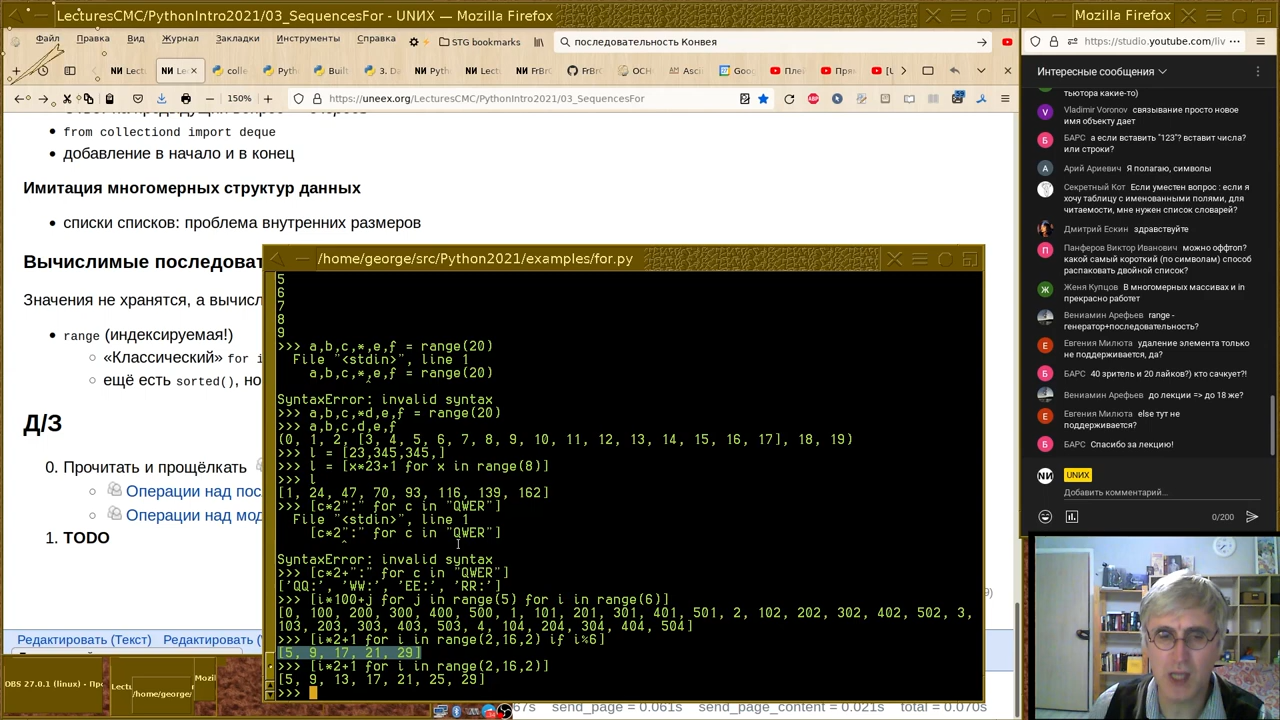 LecturesCMC/PythonIntro2021/03_SequencesFor - UNИX — Mozilla Firefox
Mozilla Firefox
Файл Правка Вид Журнал Закладки Инструменты Справка
STG bookmarks
последовательность Конвея
https://studio.youtube.com/liv
150%
https://uneex.org/LecturesCMC/PythonIntro2021/03_SequencesFor
from collectiond import deque
добавление в начало и в конец
Имитация многомерных структур данных
списки списков: проблема внутренних размеров
Вычислимые последоват
Значения не хранятся, а вычисл
range (индексируемая!)
«Классический» for i
ещё есть sorted(), но
Д/З
0. Прочитать и прощёлкать
Операции над пос
Операции над мод
1. TODO
Редактировать (Текст) Редактировать (
send_page = 0.061s send_page_content = 0.021s total = 0.070s
/home/george/src/Python2021/examples/for.py
5
6
7
8
9
>>> a,b,c,*,e,f = range(20)
File "<stdin>", line 1
a,b,c,*,e,f = range(20)
^
SyntaxError: invalid syntax
>>> a,b,c,*d,e,f = range(20)
>>> a,b,c,d,e,f
(0, 1, 2, [3, 4, 5, 6, 7, 8, 9, 10, 11, 12, 13, 14, 15, 16, 17], 18, 19)
>>> l = [23,345,345,]
>>> l = [x*23+1 for x in range(8)]
>>> l
[1, 24, 47, 70, 93, 116, 139, 162]
>>> [c*2":" for c in "QWER"]
File "<stdin>", line 1
[c*2":" for c in "QWER"]
^
SyntaxError: invalid syntax
>>> [c*2+":" for c in "QWER"]
['QQ:', 'WW:', 'EE:', 'RR:']
>>> [i*100+j for j in range(5) for i in range(6)]
[0, 100, 200, 300, 400, 500, 1, 101, 201, 301, 401, 501, 2, 102, 202, 302, 402, 502, 3,
103, 203, 303, 403, 503, 4, 104, 204, 304, 404, 504]
>>> [i*2+1 for i in range(2,16,2) if i%6]
[5, 9, 17, 21, 29]
>>> [i*2+1 for i in range(2,16,2)]
[5, 9, 13, 17, 21, 25, 29]
>>>
Интересные сообщения
тьютора какие-то)
Vladimir Voronov связывание просто новое
имя объекту дает
БАРС а если вставить "123"? вставит числа?
или строки?
Арий Ариевич Я полагаю, символы
Секретный Кот Если уместен вопрос : если я
хочу таблицу с именованными полями, для
читаемости, мне нужен список словарей?
Дмитрий Ескин здравствуйте
Панферов Виктор Иванович можно оффтоп?
какой самый короткий (по символам) способ
распаковать двойной список?
Женя Купцов В многомерных массивах и in
прекрасно работет
Вениамин Арефьев range -
генератор+последовательность?
Евгения Милюта удаление элемента только
не поддерживается, да?
БАРС 40 зритель и 20 лайков?) кто сачкует?!
Вениамин Арефьев до лекции => до 18 же?
Евгения Милюта else тут не
поддерживается?
БАРС Спасибо за лекцию!
UNИX
Добавить комментарий...
0/200
OBS 27.0.1 (linux) - Пр
Lect
/home/george/
Mozil